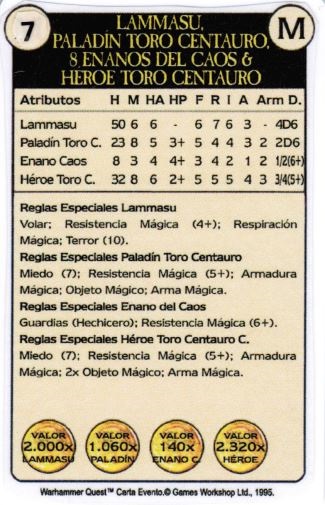 7
M
LAMMASU,
PALADÍN TORO CENTAURO,
8 ENANOS DEL CAOS &
HÉROE TORO CENTAURO
Atributos H M HA HP F R I A Arm D.
Lammasu 50 6 6 - 6 7 6 3 - 4D6
Paladín Toro C. 23 8 5 3+ 5 4 4 3 2 2D6
Enano Caos 8 3 4 4+ 3 4 2 1 2 1/2(6+)
Héroe Toro C. 32 8 6 2+ 5 5 5 4 3 3/4(5+)
Reglas Especiales Lammasu
Volar; Resistencia Mágica (4+); Respiración
Mágica; Terror (10).
Reglas Especiales Paladín Toro Centauro
Miedo (7); Resistencia Mágica (5+); Armadura
Mágica; Objeto Mágico; Arma Mágica.
Reglas Especiales Enano del Caos
Guardias (Hechicero); Resistencia Mágica (6+).
Reglas Especiales Héroe Toro Centauro C.
Miedo (7); Resistencia Mágica (5+); Armadura
Mágica; 2x Objeto Mágico; Arma Mágica.
VALOR
2.000x
LAMMASU
VALOR
1.060x
PALADÍN
VALOR
140x
ENANO C.
VALOR
2.320x
HÉROE
Warhammer Quest™ Carta Evento.© Games Workshop Ltd., 1995.